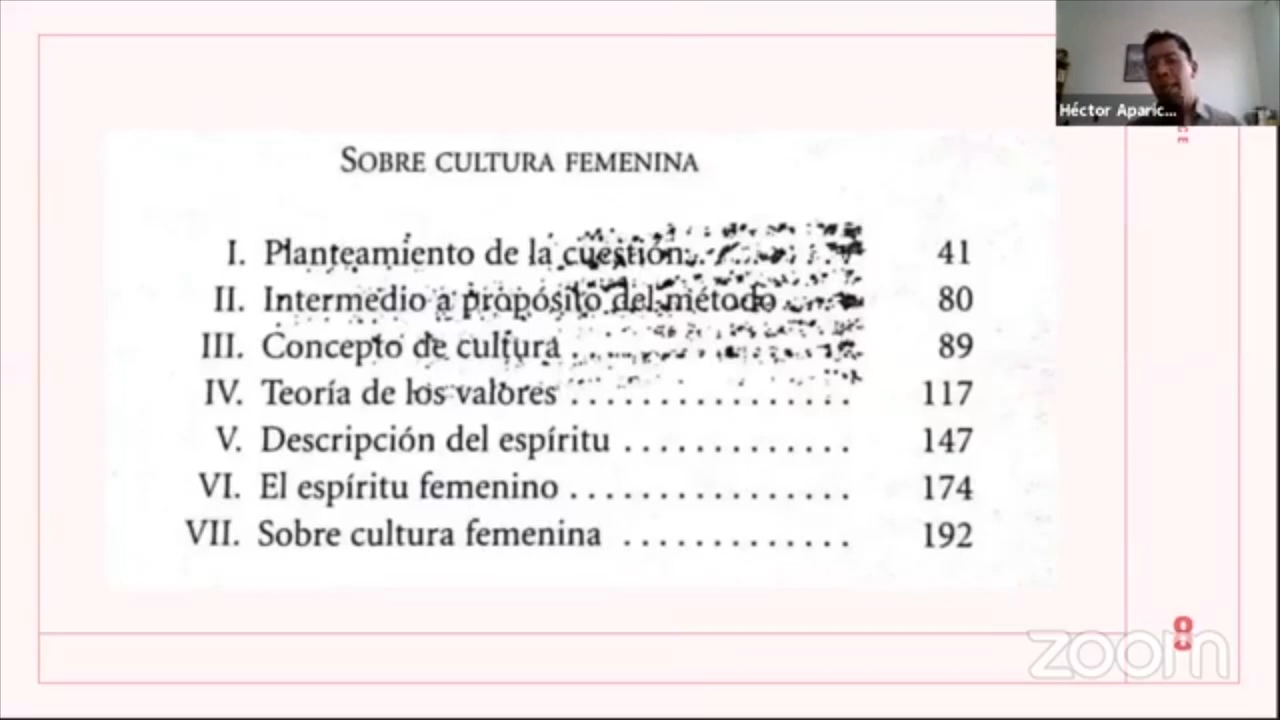 Héctor Aparic...
SOBRE CULTURA FEMENINA
I. Planteamiento de la cuestión 41
II. Intermedio a propósito del método 80
III. Concepto de cultura 89
IV. Teoría de los valores 117
V. Descripción del espíritu 147
VI. El espíritu femenino 174
VII. Sobre cultura femenina 192
8
zoom